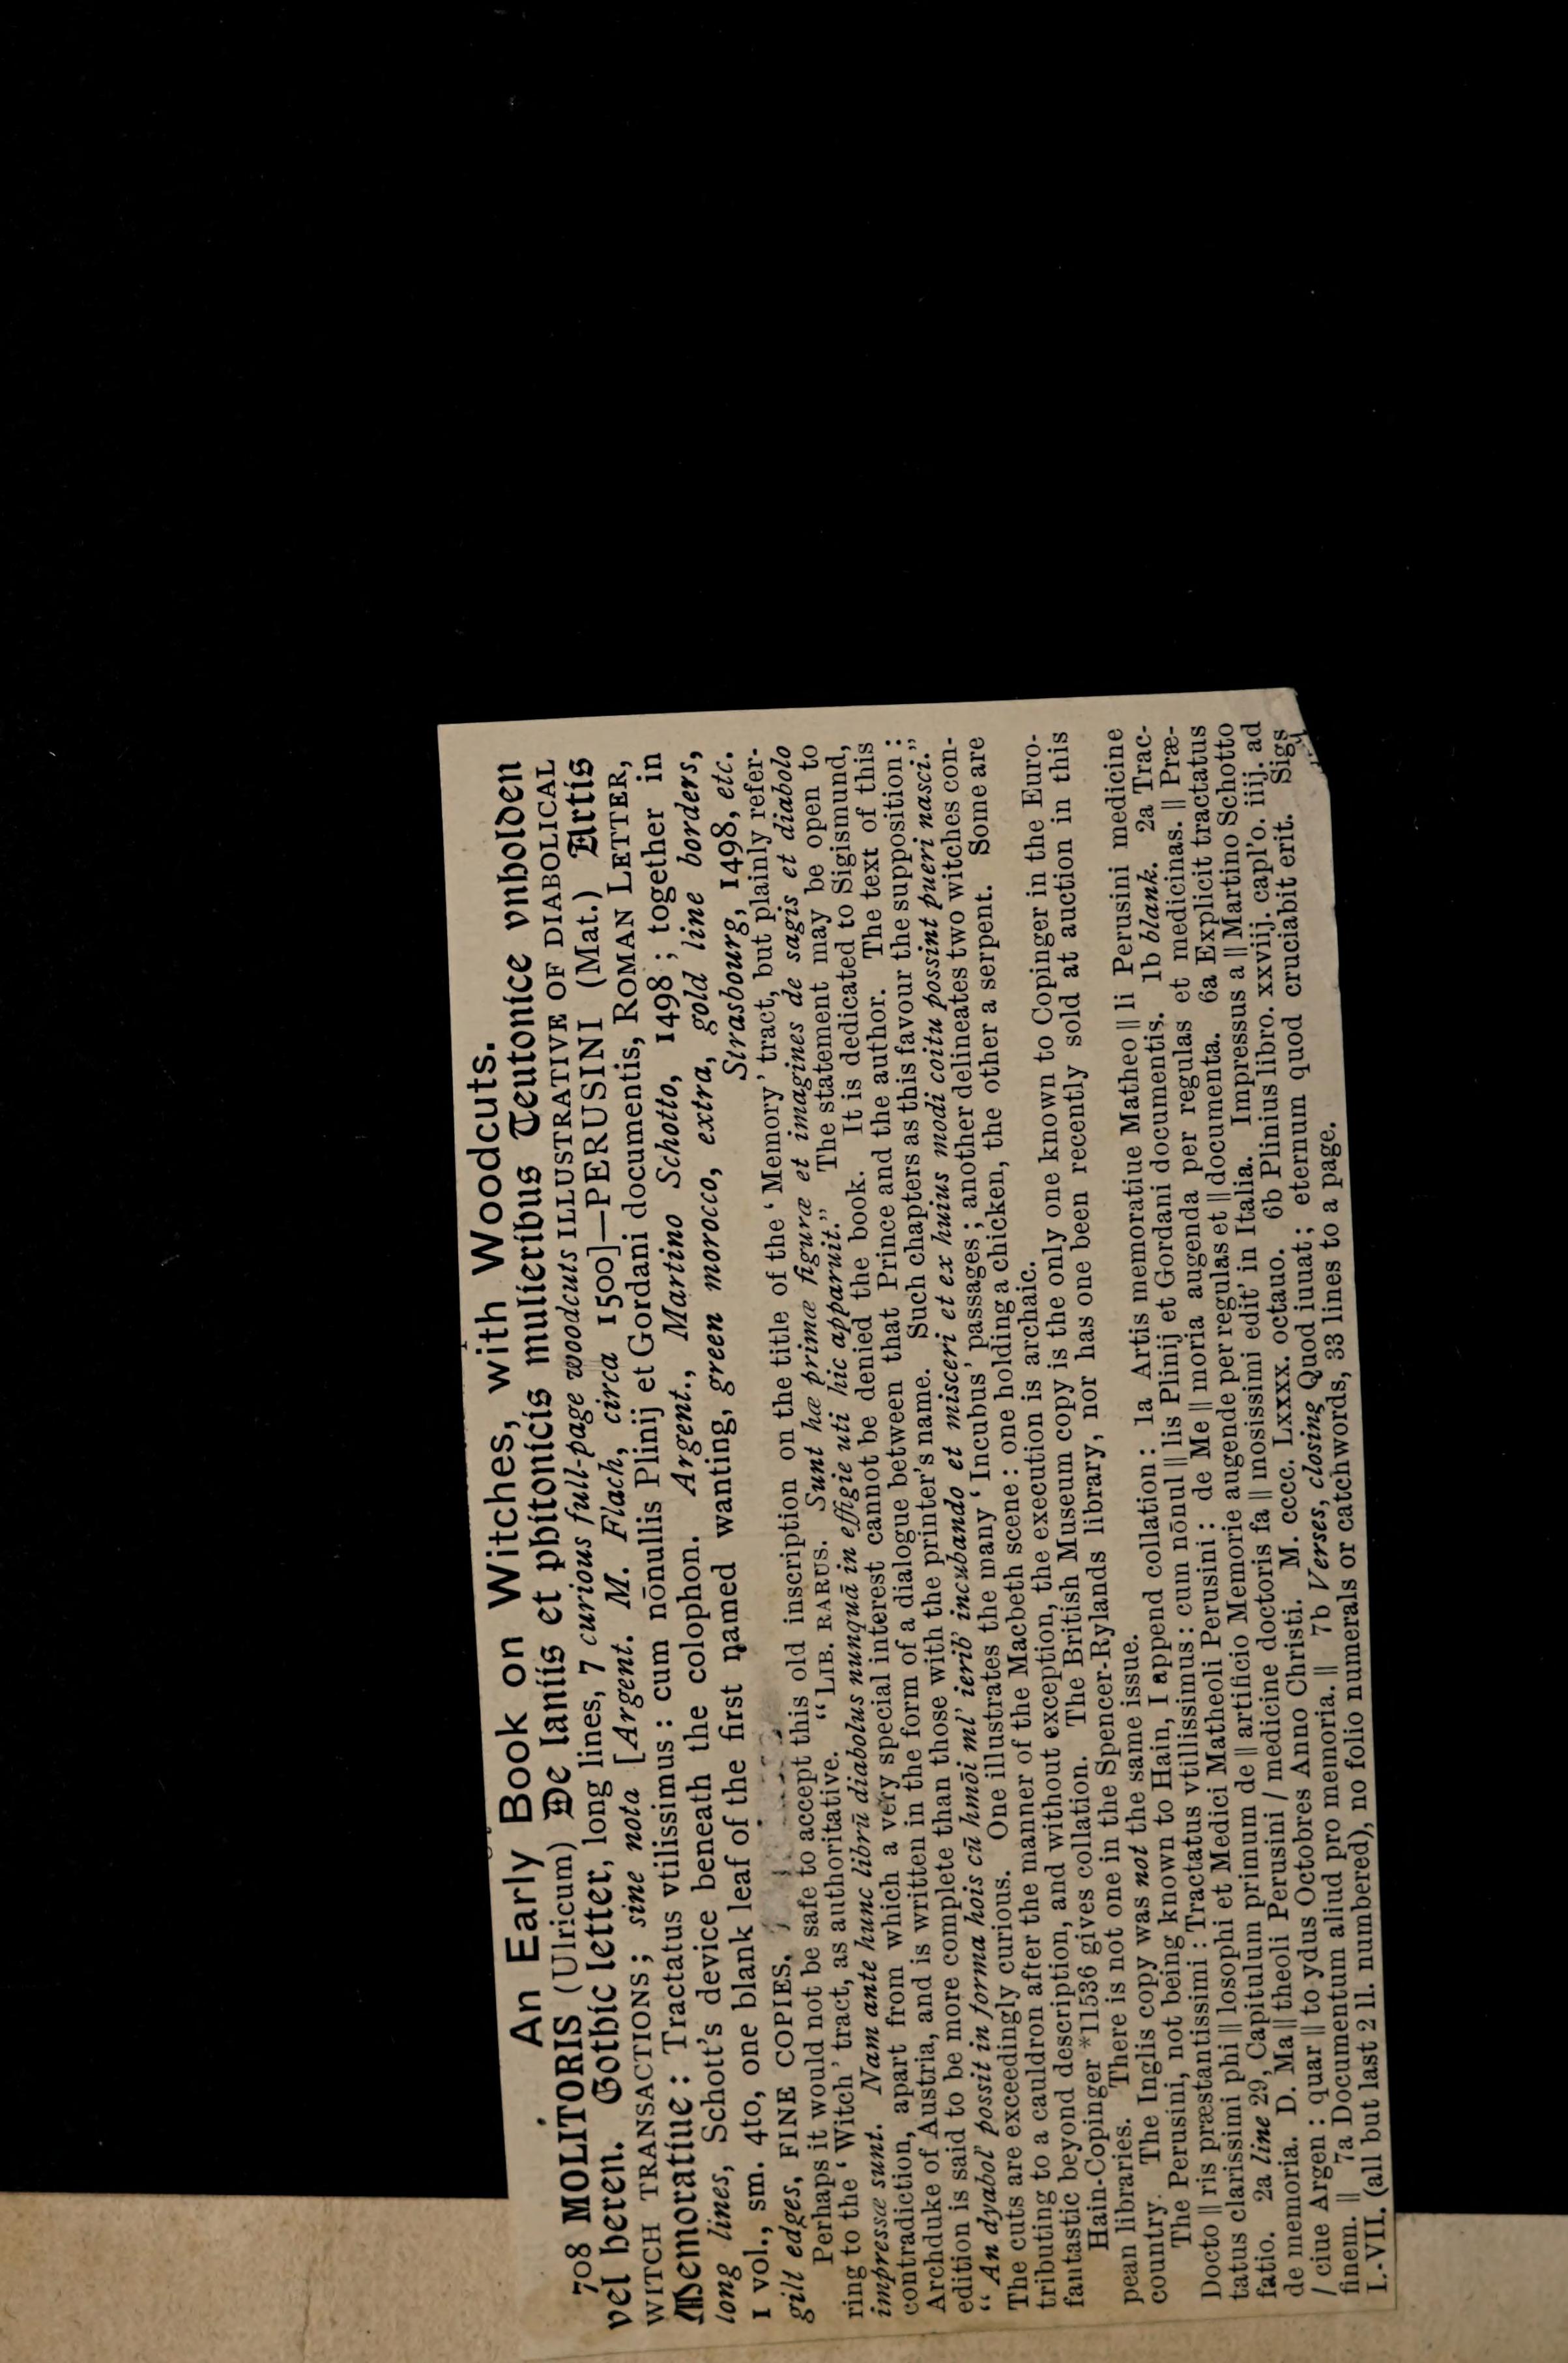 An Early Book on Witches, with Woodcuts.
708 MOLITORIS (Ulricum) De laniis et phitonicis mulieribus Teutonice vnholden
vel heren. Gothic letter, long lines, 7 curious full-page woodcuts ILLUSTRATIVE OF DIABOLICAL
WITCH TRANSACTIONS; sine nota [Argent. M. Flach, circa 1500]—PERUSINI (Mat.) Artis
Memoratiue: Tractatus vtilissimus: cum nōnullis Plinij et Gordani documentis, ROMAN LETTER,
long lines, Schott's device beneath the colophon. Argent., Martino Schotto, 1498; together in
1 vol., sm. 4to, one blank leaf of the first named wanting, green morocco, extra, gold line borders,
gilt edges, FINE COPIES. Strasbourg, 1498, etc.
Perhaps it would not be safe to accept this old inscription on the title of the 'Memory' tract, but plainly refer-
ring to the 'Witch' tract, as authoritative. "LIB. RARUS. Sunt hæ primæ figuræ et imagines de sagis et diabolo
impressæ sunt. Nam ante hunc librū diabolus nunquā in effigie uti hic apparuit." The statement may be open to
contradiction, apart from which a very special interest cannot be denied the book. It is dedicated to Sigismund,
Archduke of Austria, and is written in the form of a dialogue between that Prince and the author. The text of this
edition is said to be more complete than those with the printer's name. Such chapters as this favour the supposition:
"An dyabol' possit in forma hois cū hmōi ml' ierib' incubando et misceri et ex huius modi coitu possint pueri nasci."
The cuts are exceedingly curious. One illustrates the many 'Incubus' passages; another delineates two witches con-
tributing to a cauldron after the manner of the Macbeth scene: one holding a chicken, the other a serpent. Some are
fantastic beyond description, and without exception, the execution is archaic.
Hain-Copinger *11536 gives collation. The British Museum copy is the only one known to Copinger in the Euro-
pean libraries. There is not one in the Spencer-Rylands library, nor has one been recently sold at auction in this
country. The Inglis copy was not the same issue.
The Perusini, not being known to Hain, I append collation: 1a Artis memoratiue Matheo || li Perusini medicine
Docto || ris præstantissimi: Tractatus vtillissimus: cum nōnul || lis Plinij et Gordani documentis. 1b blank. 2a Trac-
tatus clarissimi phi || losophi et Medici Matheoli Perusini: de Me || moria augenda per regulas et medicinas. || Præ-
fatio. 2a line 29, Capitulum primum de || artificio Memorie augende per regulas et || documenta. 6a Explicit tractatus
de memoria. D. Ma || theoli Perusini / medicine doctoris fa || mosissimi edit' in Italia. Impressus a || Martino Schotto
/ ciue Argen: quar || to ydus Octobres Anno Christi. M. cccc. Lxxxx. octauo. 6b Plinius libro. xxviij. capl'o. iiij. ad
finem. || 7a Documentum aliud pro memoria. || 7b Verses, closing Quod iuuat; eternum quod cruciabit erit. Sigs
I.-VII. (all but last 2 ll. numbered), no folio numerals or catchwords, 33 lines to a page.